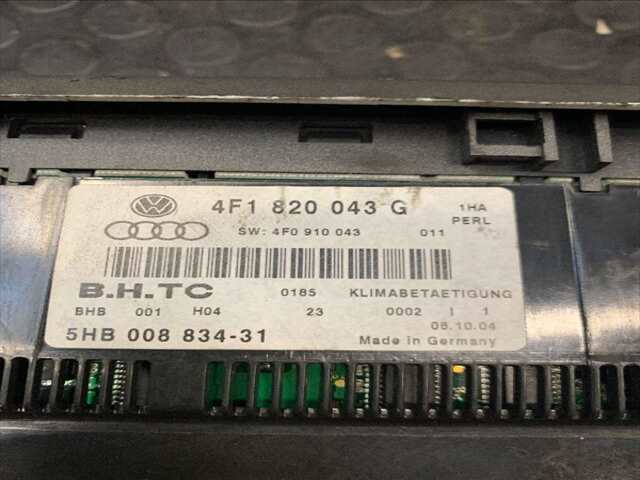 4F1 820 043 G 1HA
SW: 4F0 910 043 011 PERL
B.H.TC 0185 KLIMABETAETIGUNG
BHB 001 H04 23 0002 I 1
06.10.04
5HB 008 834-31 Made in Germany